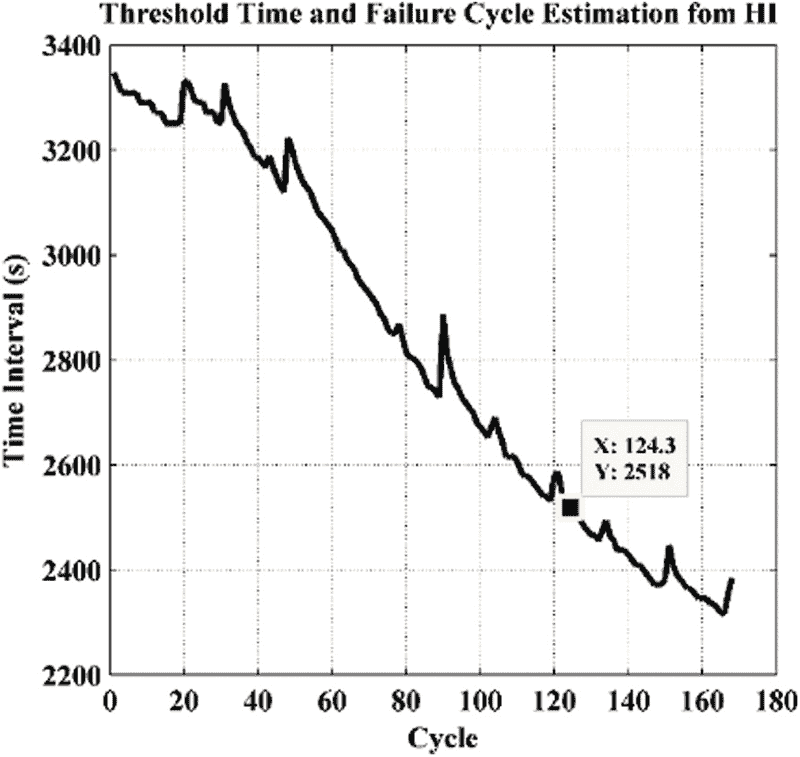 Threshold Time and Failure Cycle Estimation fom HI
3400
3200
3000
2800
2600
2400
2200
Time Interval (s)
X: 124.3
Y: 2518
0 20 40 60 80 100 120 140 160 180
Cycle